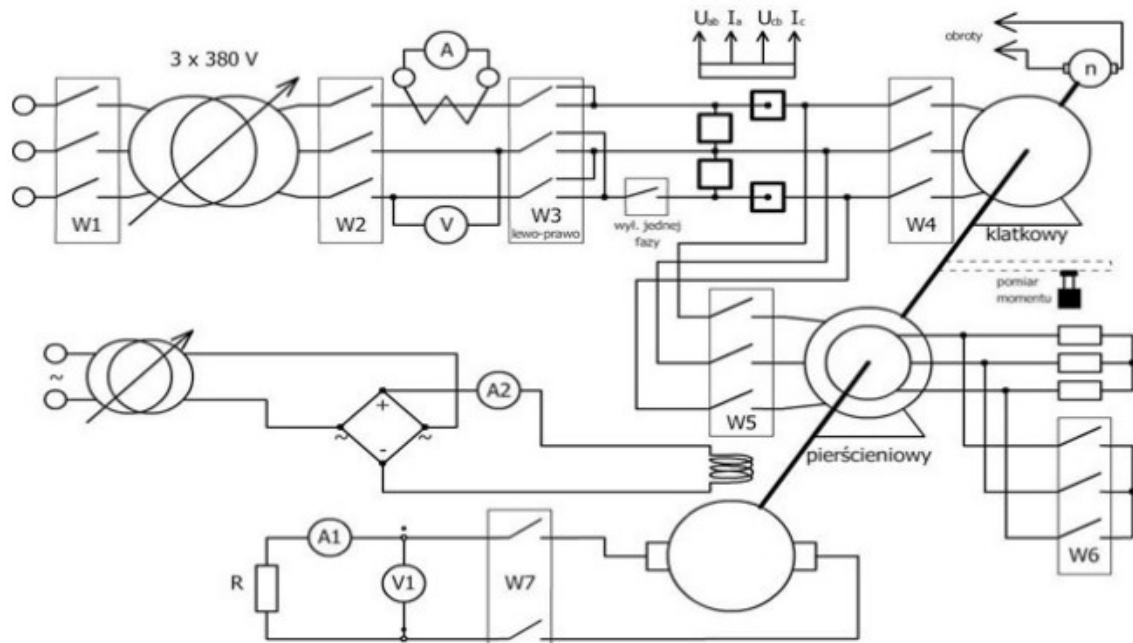 U_ab I_a U_cb I_c
obroty
3 x 380 V
A
n
W1
W2
V
W3
lewo-prawo
wył. jednej
fazy
W4
klatkowy
pomiar
momentu
~
A2
+
~ ~
-
W5
pierścieniowy
W6
A1
R
V1
W7